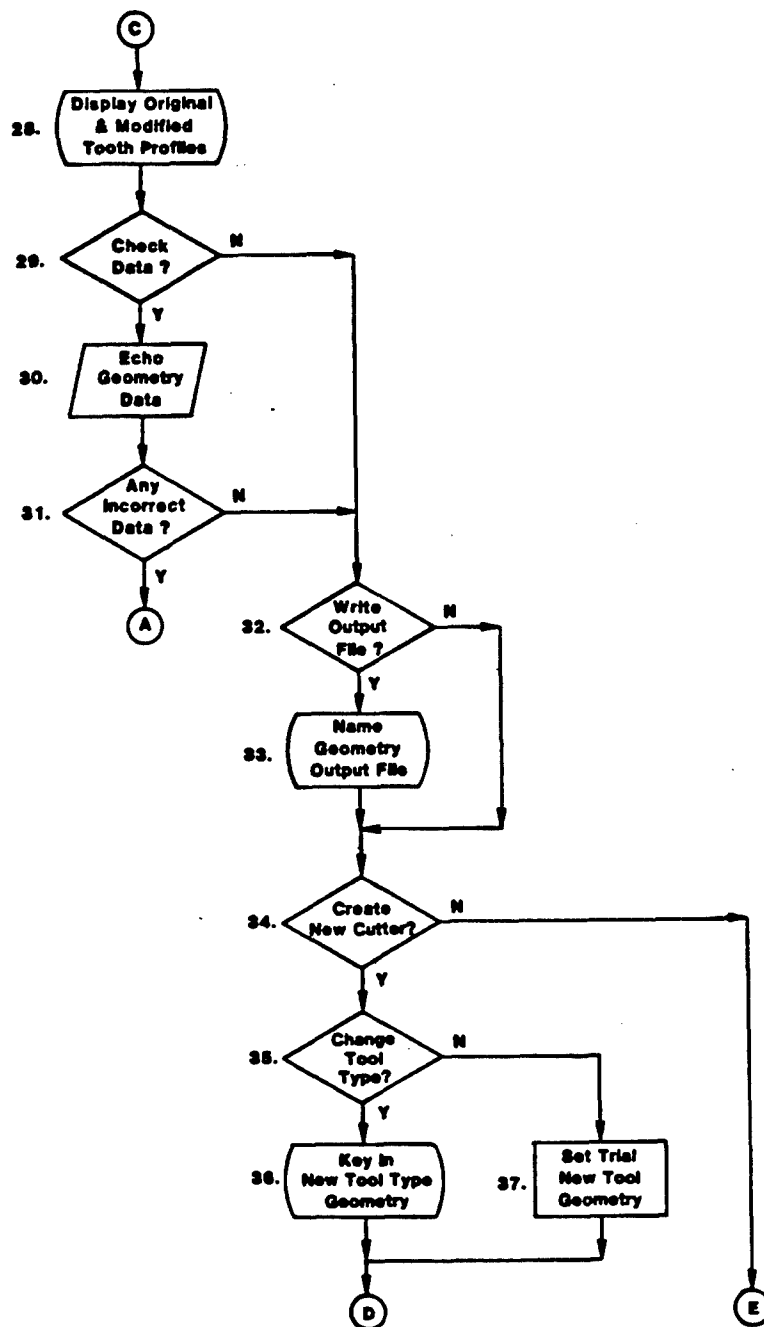 C
28.
Display Original
& Modified
Tooth Profiles
29.
Check
Data ?
N
Y
30.
Echo
Geometry
Data
31.
Any
Incorrect
Data ?
N
Y
A
32.
Write
Output
File ?
N
Y
33.
Name
Geometry
Output File
34.
Create
New Cutter?
N
Y
35.
Change
Tool
Type?
N
Y
36.
Key In
New Tool Type
Geometry
37.
Set Trial
New Tool
Geometry
D
E